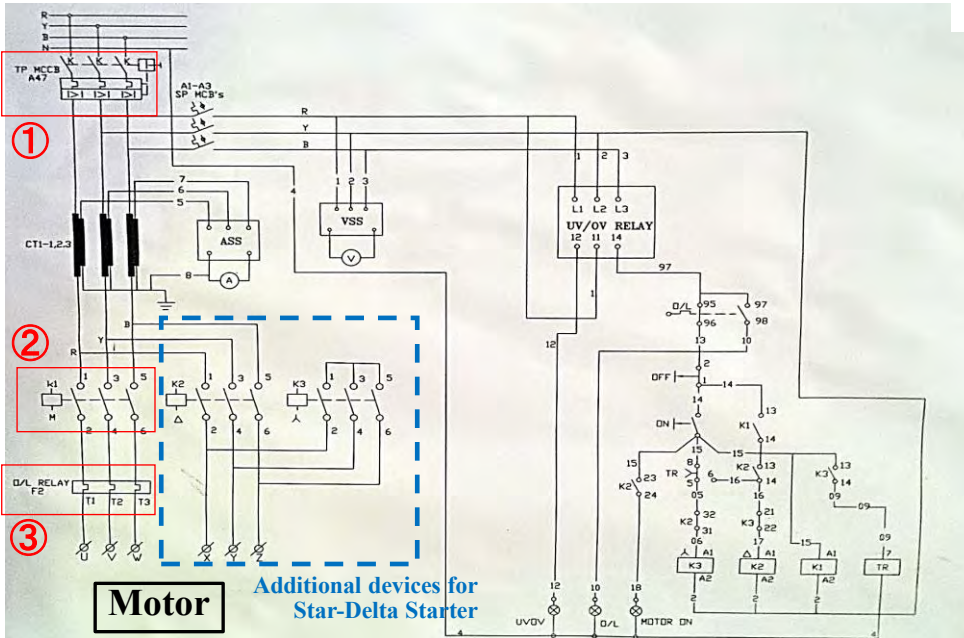 R
Y
B
N
TP MCCB
A47
I>I
I>I
I>I
①
A1-A3
SP MCB's
R
Y
B
7
6
5
4
1
2
3
ASS
VSS
V
8
A
CT1-1,2.3
1
2
3
L1
L2
L3
UV/OV RELAY
12
11
14
97
1
12
O/L
95
96
97
98
13
10
2
OFF
1
14
14
ON
13
K1
14
15
15
15
23
K2
24
TR
8
5
6
16
K2
13
14
K3
13
14
05
16
09
09
09
K2
32
31
K3
21
22
06
17
15
7
K3
A1
A2
K2
A1
A2
K1
A1
A2
TR
2
2
2
4
B
Y
R
②
K1
M
1
3
5
2
4
6
K2
△
1
3
5
2
4
6
K3
1
3
5
2
4
6
O/L RELAY
F2
T1
T2
T3
③
U
V
W
X
Y
Z
Motor
Additional devices for
Star-Delta Starter
12
10
18
UVOV
O/L
MOTOR ON
4